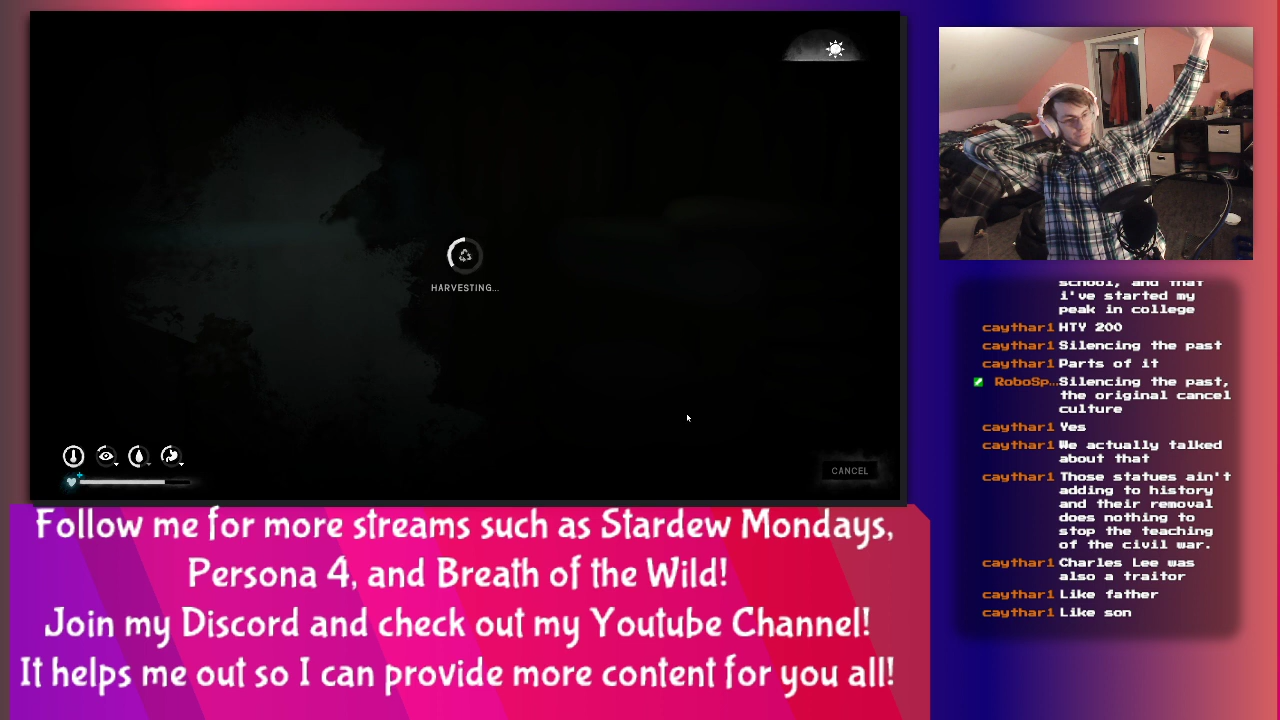 HARVESTING...
CANCEL
Follow me for more streams such as Stardew Mondays,
Persona 4, and Breath of the Wild!
Join my Discord and check out my Youtube Channel!
It helps me out so I can provide more content for you all!
school, and that
i've started my
peak in college
caythar1 HTY 200
caythar1 Silencing the past
caythar1 Parts of it
RoboSp... Silencing the past,
the original cancel
culture
caythar1 Yes
caythar1 We actually talked
about that
caythar1 Those statues ain't
adding to history
and their removal
does nothing to
stop the teaching
of the civil war.
caythar1 Charles Lee was
also a traitor
caythar1 Like father
caythar1 Like son